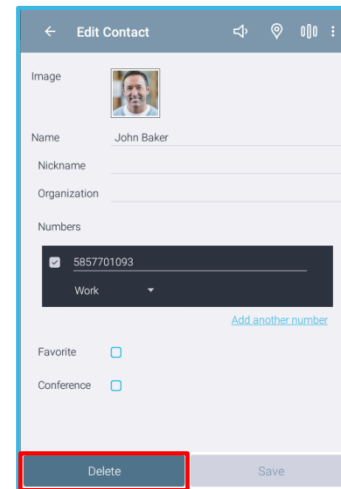 Edit Contact
Image
Name John Baker
Nickname
Organization
Numbers
5857701093
Work
Add another number
Favorite
Conference
Delete Save